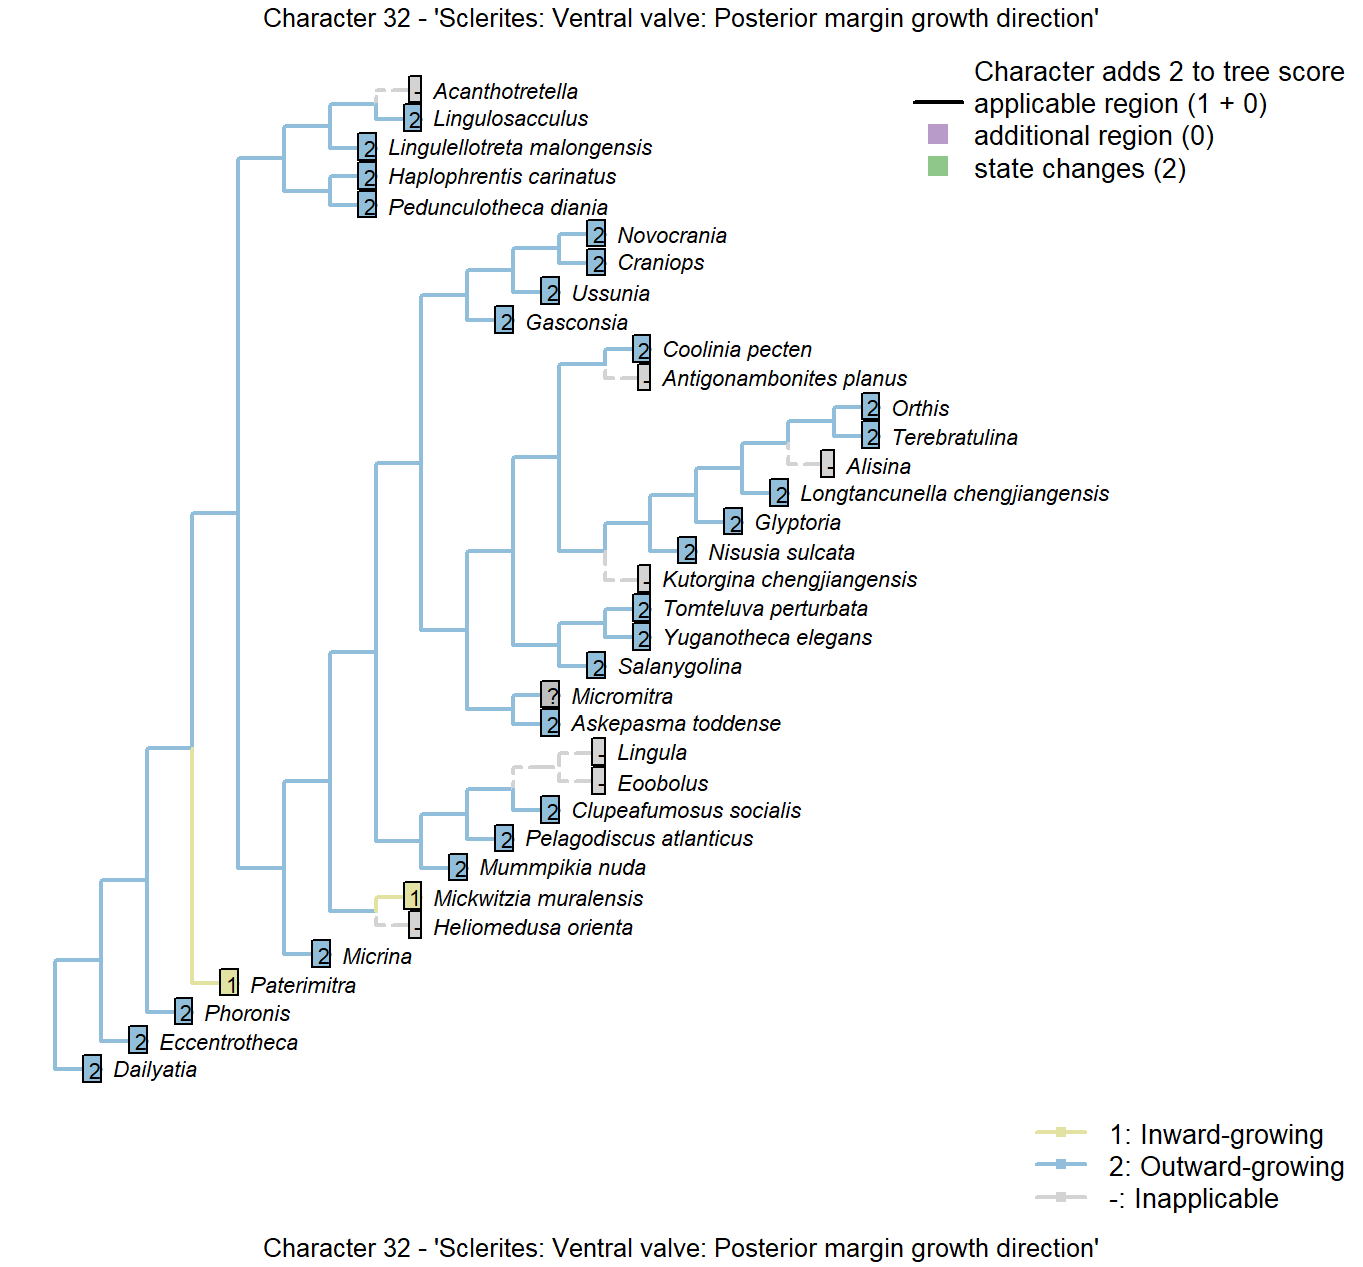 Character 32 - 'Sclerites: Ventral valve: Posterior margin growth direction'
Character adds 2 to tree score
applicable region (1 + 0)
additional region (0)
state changes (2)
- Acanthotretella
2 Lingulosacculus
2 Lingulellotreta malongensis
2 Haplophrentis carinatus
2 Pedunculotheca diania
2 Novocrania
2 Craniops
2 Ussunia
2 Gasconsia
2 Coolinia pecten
- Antigonambonites planus
2 Orthis
2 Terebratulina
- Alisina
2 Longtancunella chengjiangensis
2 Glyptoria
2 Nisusia sulcata
- Kutorgina chengjiangensis
2 Tomteluva perturbata
2 Yuganotheca elegans
2 Salanygolina
? Micromitra
2 Askepasma toddense
- Lingula
- Eoobolus
2 Clupeafumosus socialis
2 Pelagodiscus atlanticus
2 Mummpikia nuda
1 Mickwitzia muralensis
- Heliomedusa orienta
2 Micrina
1 Paterimitra
2 Phoronis
2 Eccentrotheca
2 Dailyatia
1: Inward-growing
2: Outward-growing
-: Inapplicable
Character 32 - 'Sclerites: Ventral valve: Posterior margin growth direction'